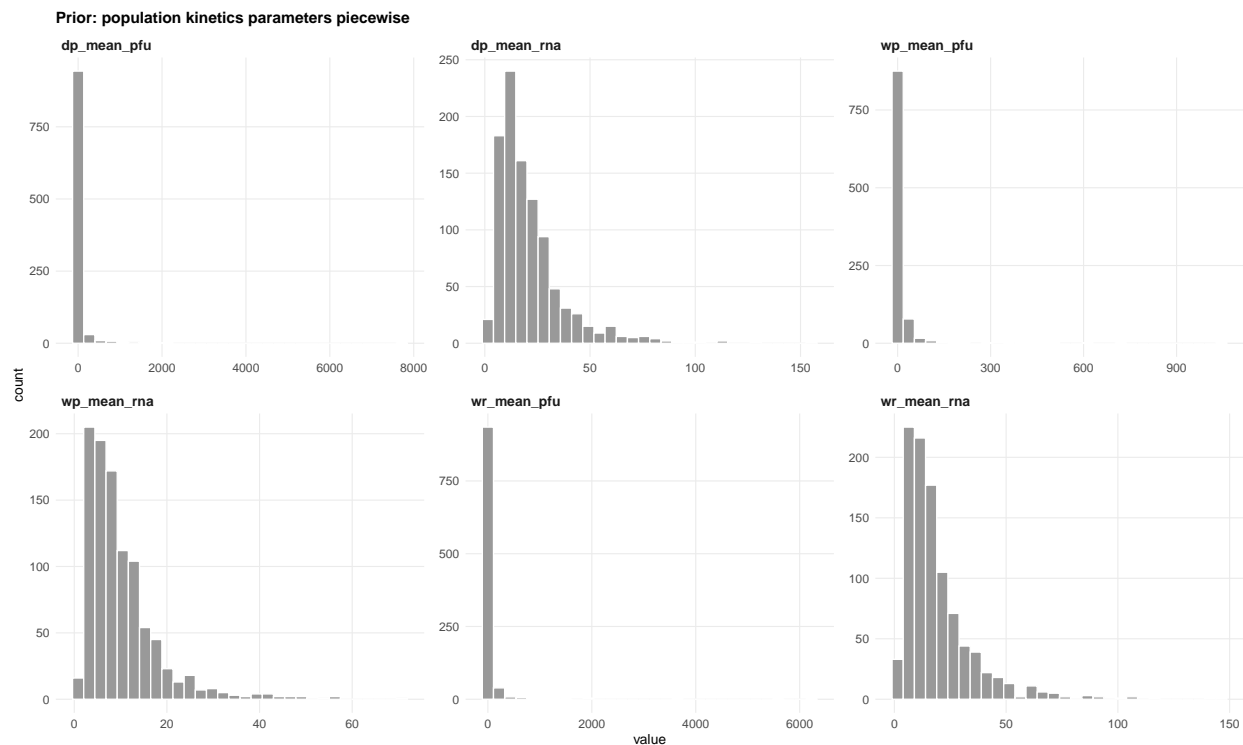 Prior: population kinetics parameters piecewise
dp_mean_pfu
dp_mean_rna
wp_mean_pfu
750
500
250
0
0 2000 4000 6000 8000
250
200
150
100
50
0
0 50 100 150
750
500
250
0
0 300 600 900
count
wp_mean_rna
wr_mean_pfu
wr_mean_rna
200
150
100
50
0
0 20 40 60
750
500
250
0
0 2000 4000 6000
200
150
100
50
0
0 50 100 150
value